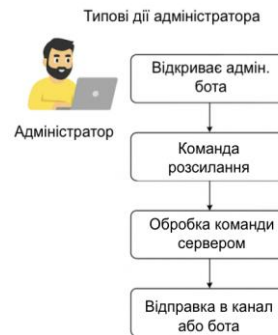 Типові дії адміністратора
Адміністратор
Відкриває адмін.
бота
Команда
розсилання
Обробка команди
сервером
Відправка в канал
або бота